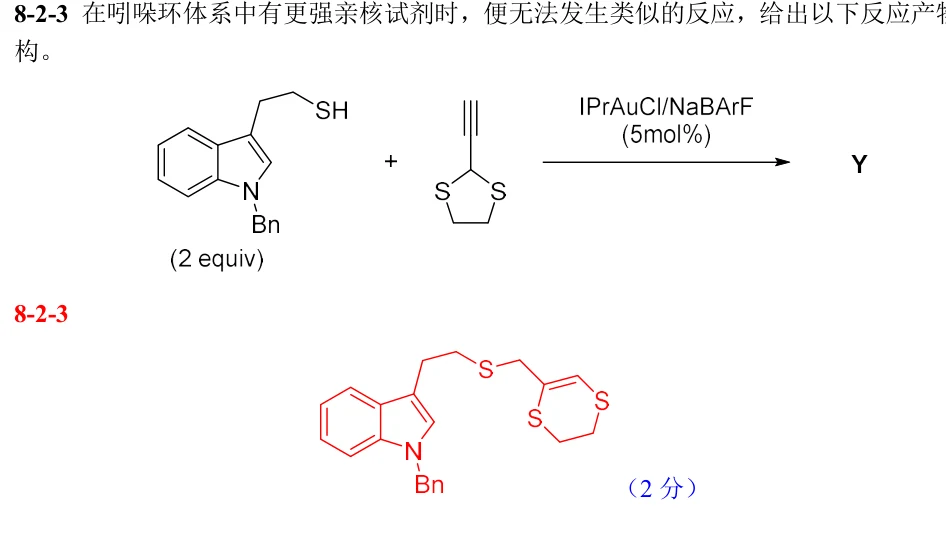 8-2-3 在吲哚环体系中有更强亲核试剂时，便无法发生类似的反应，给出以下反应产
构。
SH
N
Bn
(2 equiv)
+
S
S
IPrAuCl/NaBArF
(5mol%)
Y
8-2-3
S
S
S
N
Bn
（2 分）